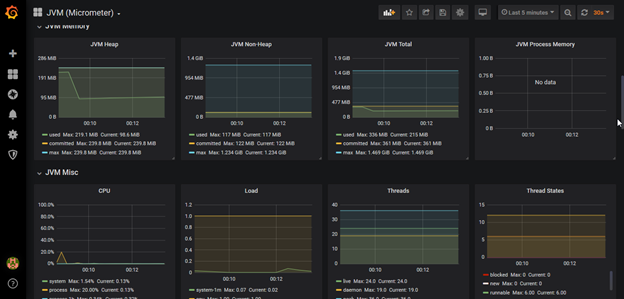 JVM (Micrometer)
Last 5 minutes
30s
JVM Memory
JVM Heap
286 MiB
191 MiB
95 MiB
0 B
00:10
00:12
used Max: 219.1 MiB Current: 98.6 MiB
committed Max: 239.8 MiB Current: 239.8 MiB
max Max: 239.8 MiB Current: 239.8 MiB
JVM Non-Heap
1.4 GiB
954 MiB
477 MiB
0 B
00:10
00:12
used Max: 117 MiB Current: 117 MiB
committed Max: 122 MiB Current: 122 MiB
max Max: 1.234 GiB Current: 1.234 GiB
JVM Total
1.9 GiB
1.4 GiB
954 MiB
477 MiB
0 B
00:10
00:12
used Max: 336 MiB Current: 215 MiB
committed Max: 361 MiB Current: 361 MiB
max Max: 1.469 GiB Current: 1.469 GiB
JVM Process Memory
1.00 B
0.75 B
0.50 B
0.25 B
0 B
No data
00:10
00:12
JVM Misc
CPU
100.0%
80.0%
60.0%
40.0%
20.0%
0%
00:10
00:12
system Max: 1.54% Current: 0.13%
process Max: 20.00% Current: 0.12%
Load
1.2
1.0
0.8
0.6
0.4
0.2
0
00:10
00:12
system-1m Max: 0.07 Current: 0.02
Threads
40
30
20
10
0
00:10
00:12
live Max: 24.0 Current: 24.0
daemon Max: 19.0 Current: 19.0
Thread States
15
10
5
0
00:10
00:12
blocked Max: 0 Current: 0
new Max: 0 Current: 0
runnable Max: 6.00 Current: 6.00